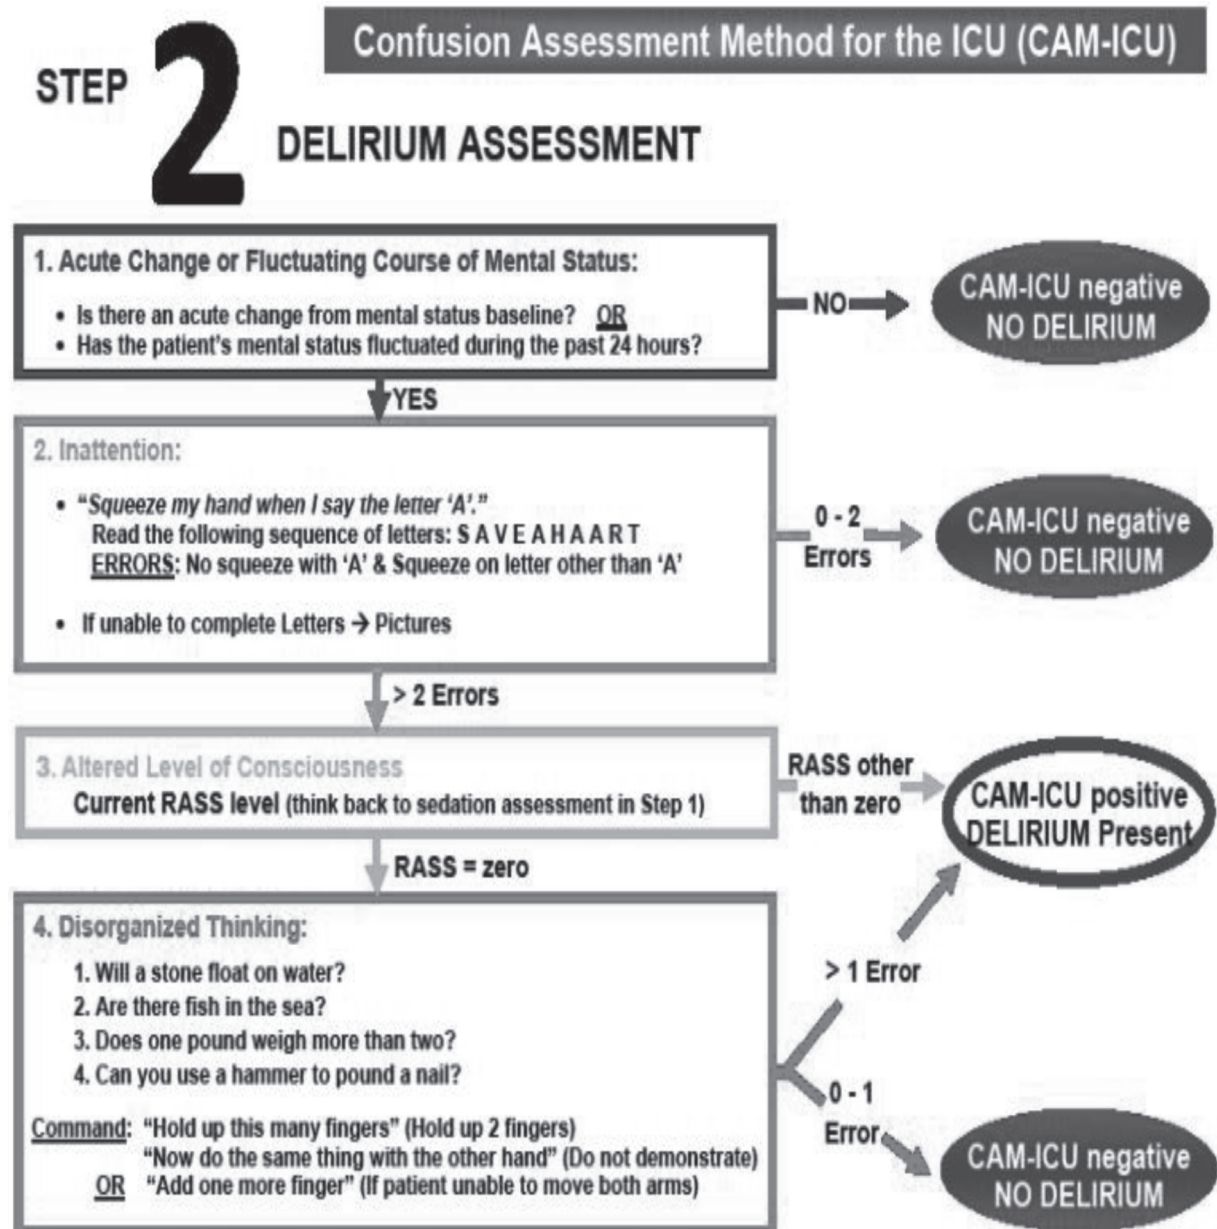 Confusion Assessment Method for the ICU (CAM-ICU)
STEP 2
DELIRIUM ASSESSMENT
1. Acute Change or Fluctuating Course of Mental Status:
• Is there an acute change from mental status baseline? OR
• Has the patient's mental status fluctuated during the past 24 hours?
NO
CAM-ICU negative
NO DELIRIUM
YES
2. Inattention:
• "Squeeze my hand when I say the letter 'A'."
Read the following sequence of letters: S A V E A H A A R T
ERRORS: No squeeze with 'A' & Squeeze on letter other than 'A'
• If unable to complete Letters → Pictures
0 - 2
Errors
CAM-ICU negative
NO DELIRIUM
> 2 Errors
3. Altered Level of Consciousness
Current RASS level (think back to sedation assessment in Step 1)
RASS other
than zero
CAM-ICU positive
DELIRIUM Present
RASS = zero
4. Disorganized Thinking:
1. Will a stone float on water?
2. Are there fish in the sea?
3. Does one pound weigh more than two?
4. Can you use a hammer to pound a nail?
Command: "Hold up this many fingers" (Hold up 2 fingers)
"Now do the same thing with the other hand" (Do not demonstrate)
OR "Add one more finger" (If patient unable to move both arms)
> 1 Error
0 - 1
Error
CAM-ICU negative
NO DELIRIUM